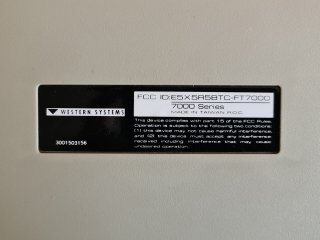 FCC ID:E5X5R5BTC-FT7000
7000 Series
MADE IN TAIWAN R.O.C.
WESTERN SYSTEMS
3001503156
This device complies with part 15 of the FCC Rules.
Operation is subject to the following two conditions:
(1) this device may not cause harmful interference,
and (2) this device must accept any interference
received including interference that may cause
undesired operation.